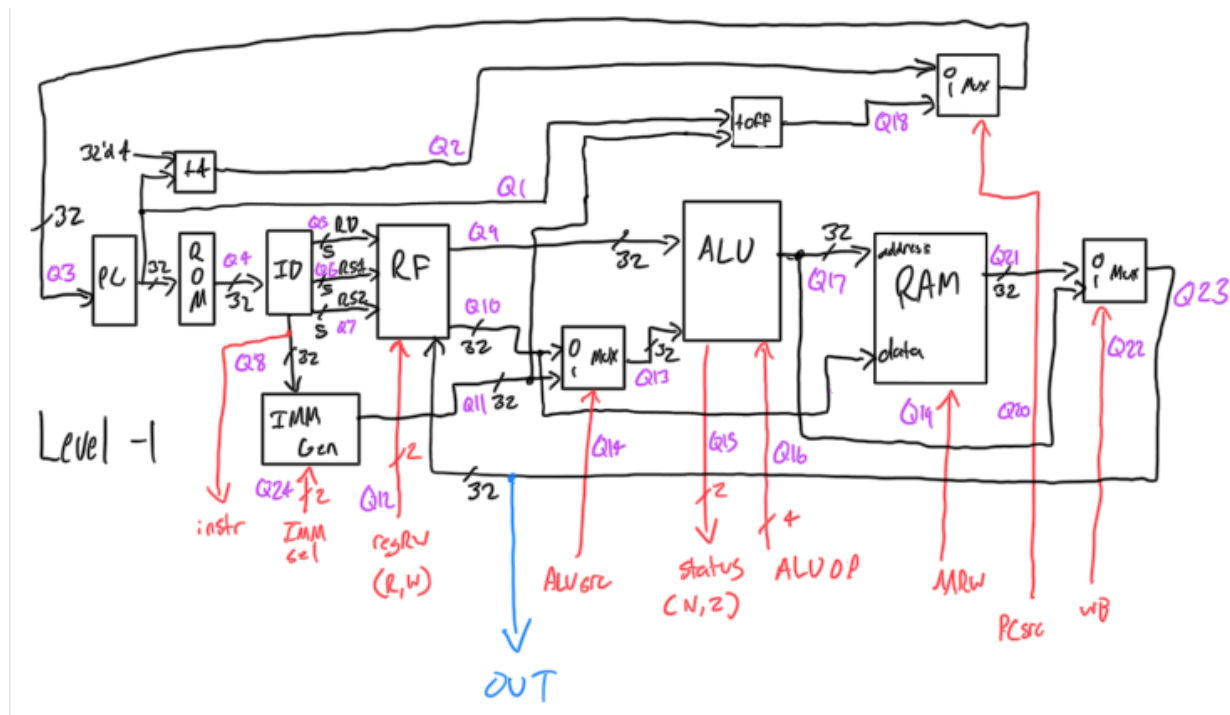 0
1 Mux
toff
Q18
32'd4
+4
Q2
Q1
32
Q3
PC
32
ROM
Q4
32
ID
Q5 RD
5
Q6 RS1
5
RS2
5 Q7
RF
Q9
32
ALU
32
Q17
address
RAM
data
Q21
32
0
1 Mux
Q23
Q10
32
0
1 Mux
32
Q13
Q8
32
Q11
32
IMM
Gen
Level -1
Q24
2
Q12
2
32
Q14
Q15
2
Q16
4
Q19
Q20
Q22
instr
IMM
sel
regRW
(R,W)
ALUsrc
status
(N,Z)
ALUOP
MRW
PCsrc
WB
OUT